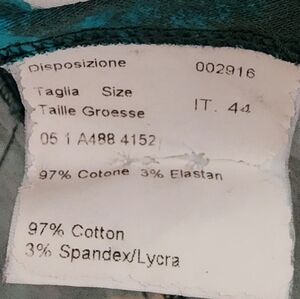 Disposizione 002916
Taglia Size
Taille Groesse IT. 44
05 1 A488 4152
97% Cotone 3% Elastan
97% Cotton
3% Spandex/Lycra